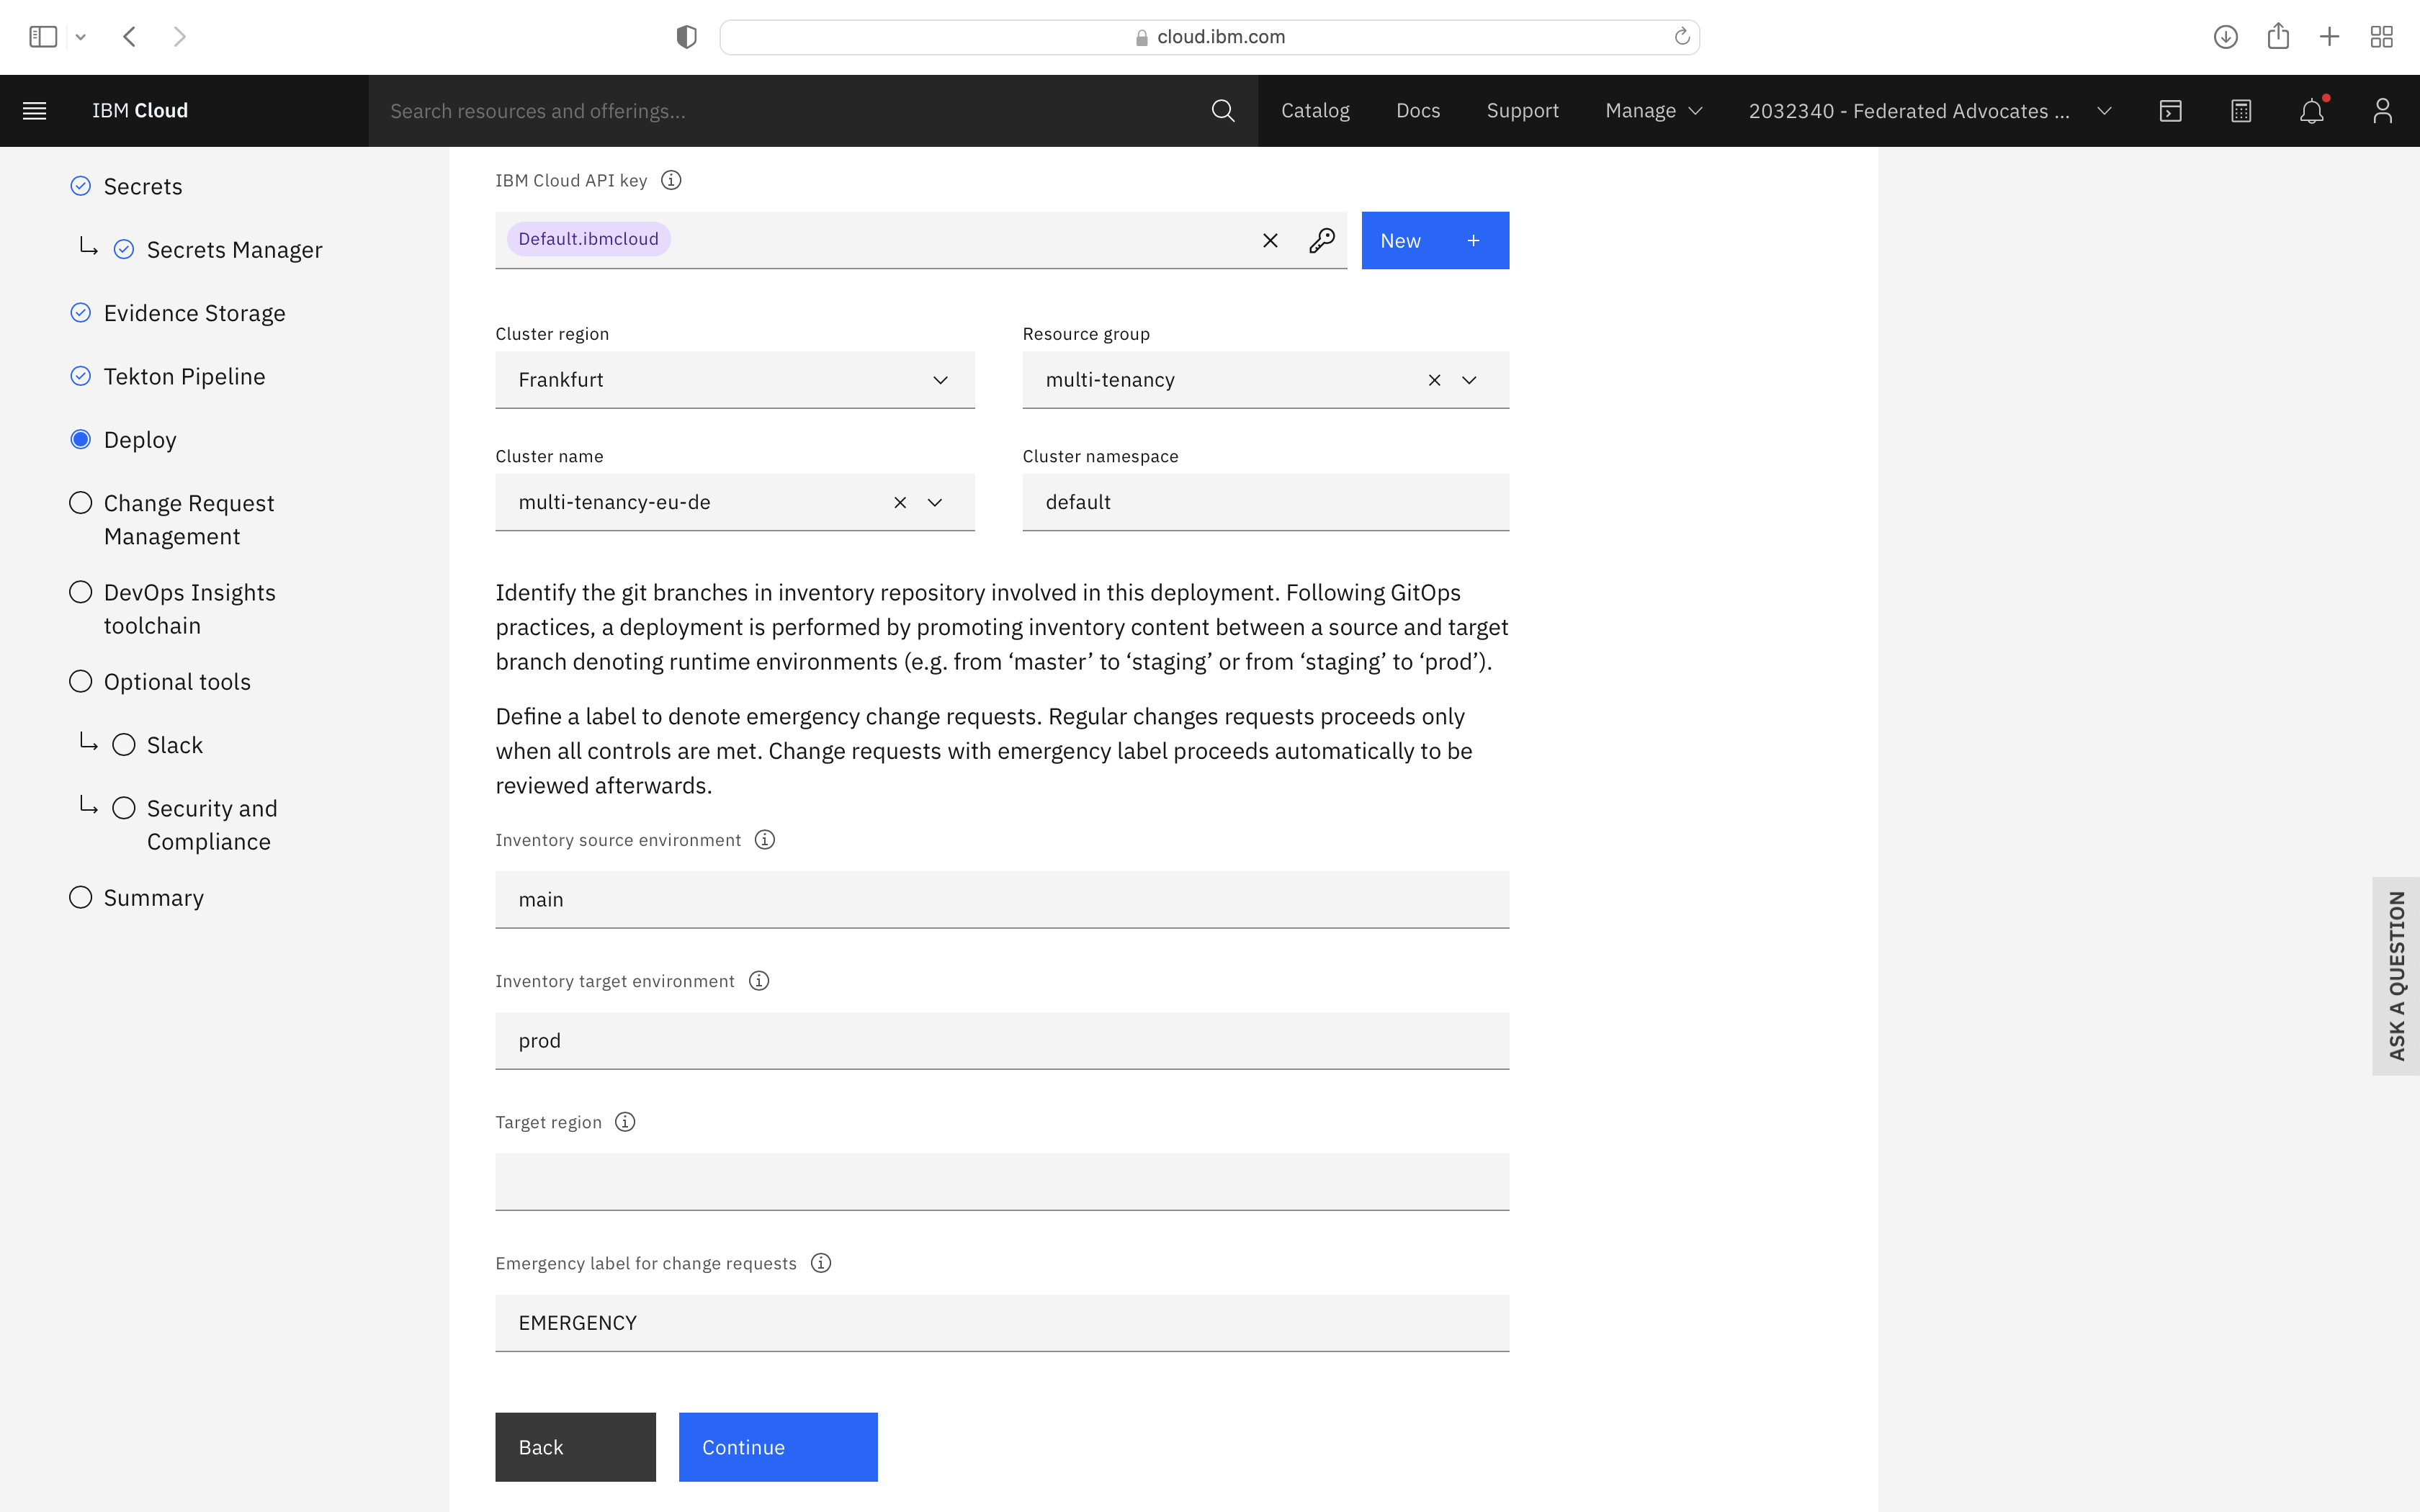 cloud.ibm.com
IBM Cloud
Search resources and offerings...
Catalog
Docs
Support
Manage
2032340 - Federated Advocates ...
Secrets
Secrets Manager
Evidence Storage
Tekton Pipeline
Deploy
Change Request
Management
DevOps Insights
toolchain
Optional tools
Slack
Security and
Compliance
Summary
IBM Cloud API key
Default.ibmcloud
New +
Cluster region
Resource group
Frankfurt
multi-tenancy
Cluster name
Cluster namespace
multi-tenancy-eu-de
default
Identify the git branches in inventory repository involved in this deployment. Following GitOps
practices, a deployment is performed by promoting inventory content between a source and target
branch denoting runtime environments (e.g. from ‘master’ to ‘staging’ or from ‘staging’ to ‘prod’).
Define a label to denote emergency change requests. Regular changes requests proceeds only
when all controls are met. Change requests with emergency label proceeds automatically to be
reviewed afterwards.
Inventory source environment
main
Inventory target environment
prod
Target region
Emergency label for change requests
EMERGENCY
Back
Continue
ASK A QUESTION